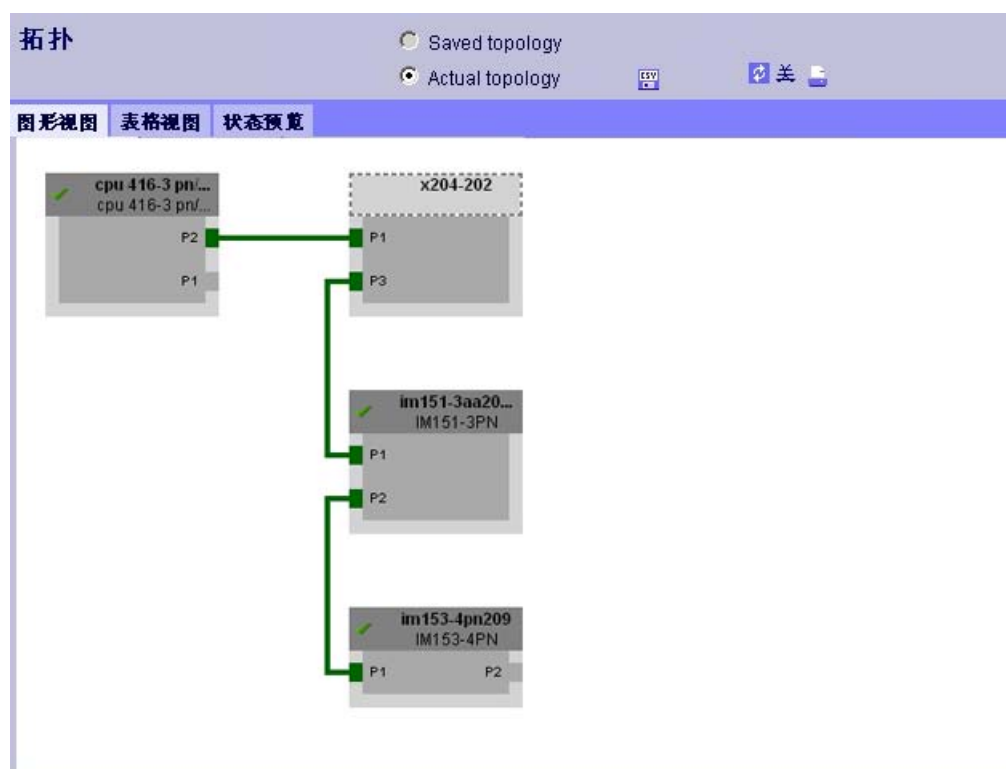 拓扑
Saved topology
Actual topology
CSV
关
图形视图 表格视图 状态预览
cpu 416-3 pn/...
cpu 416-3 pn/...
P2
P1
x204-202
P1
P3
im151-3aa20...
IM151-3PN
P1
P2
im153-4pn209
IM153-4PN
P1 P2